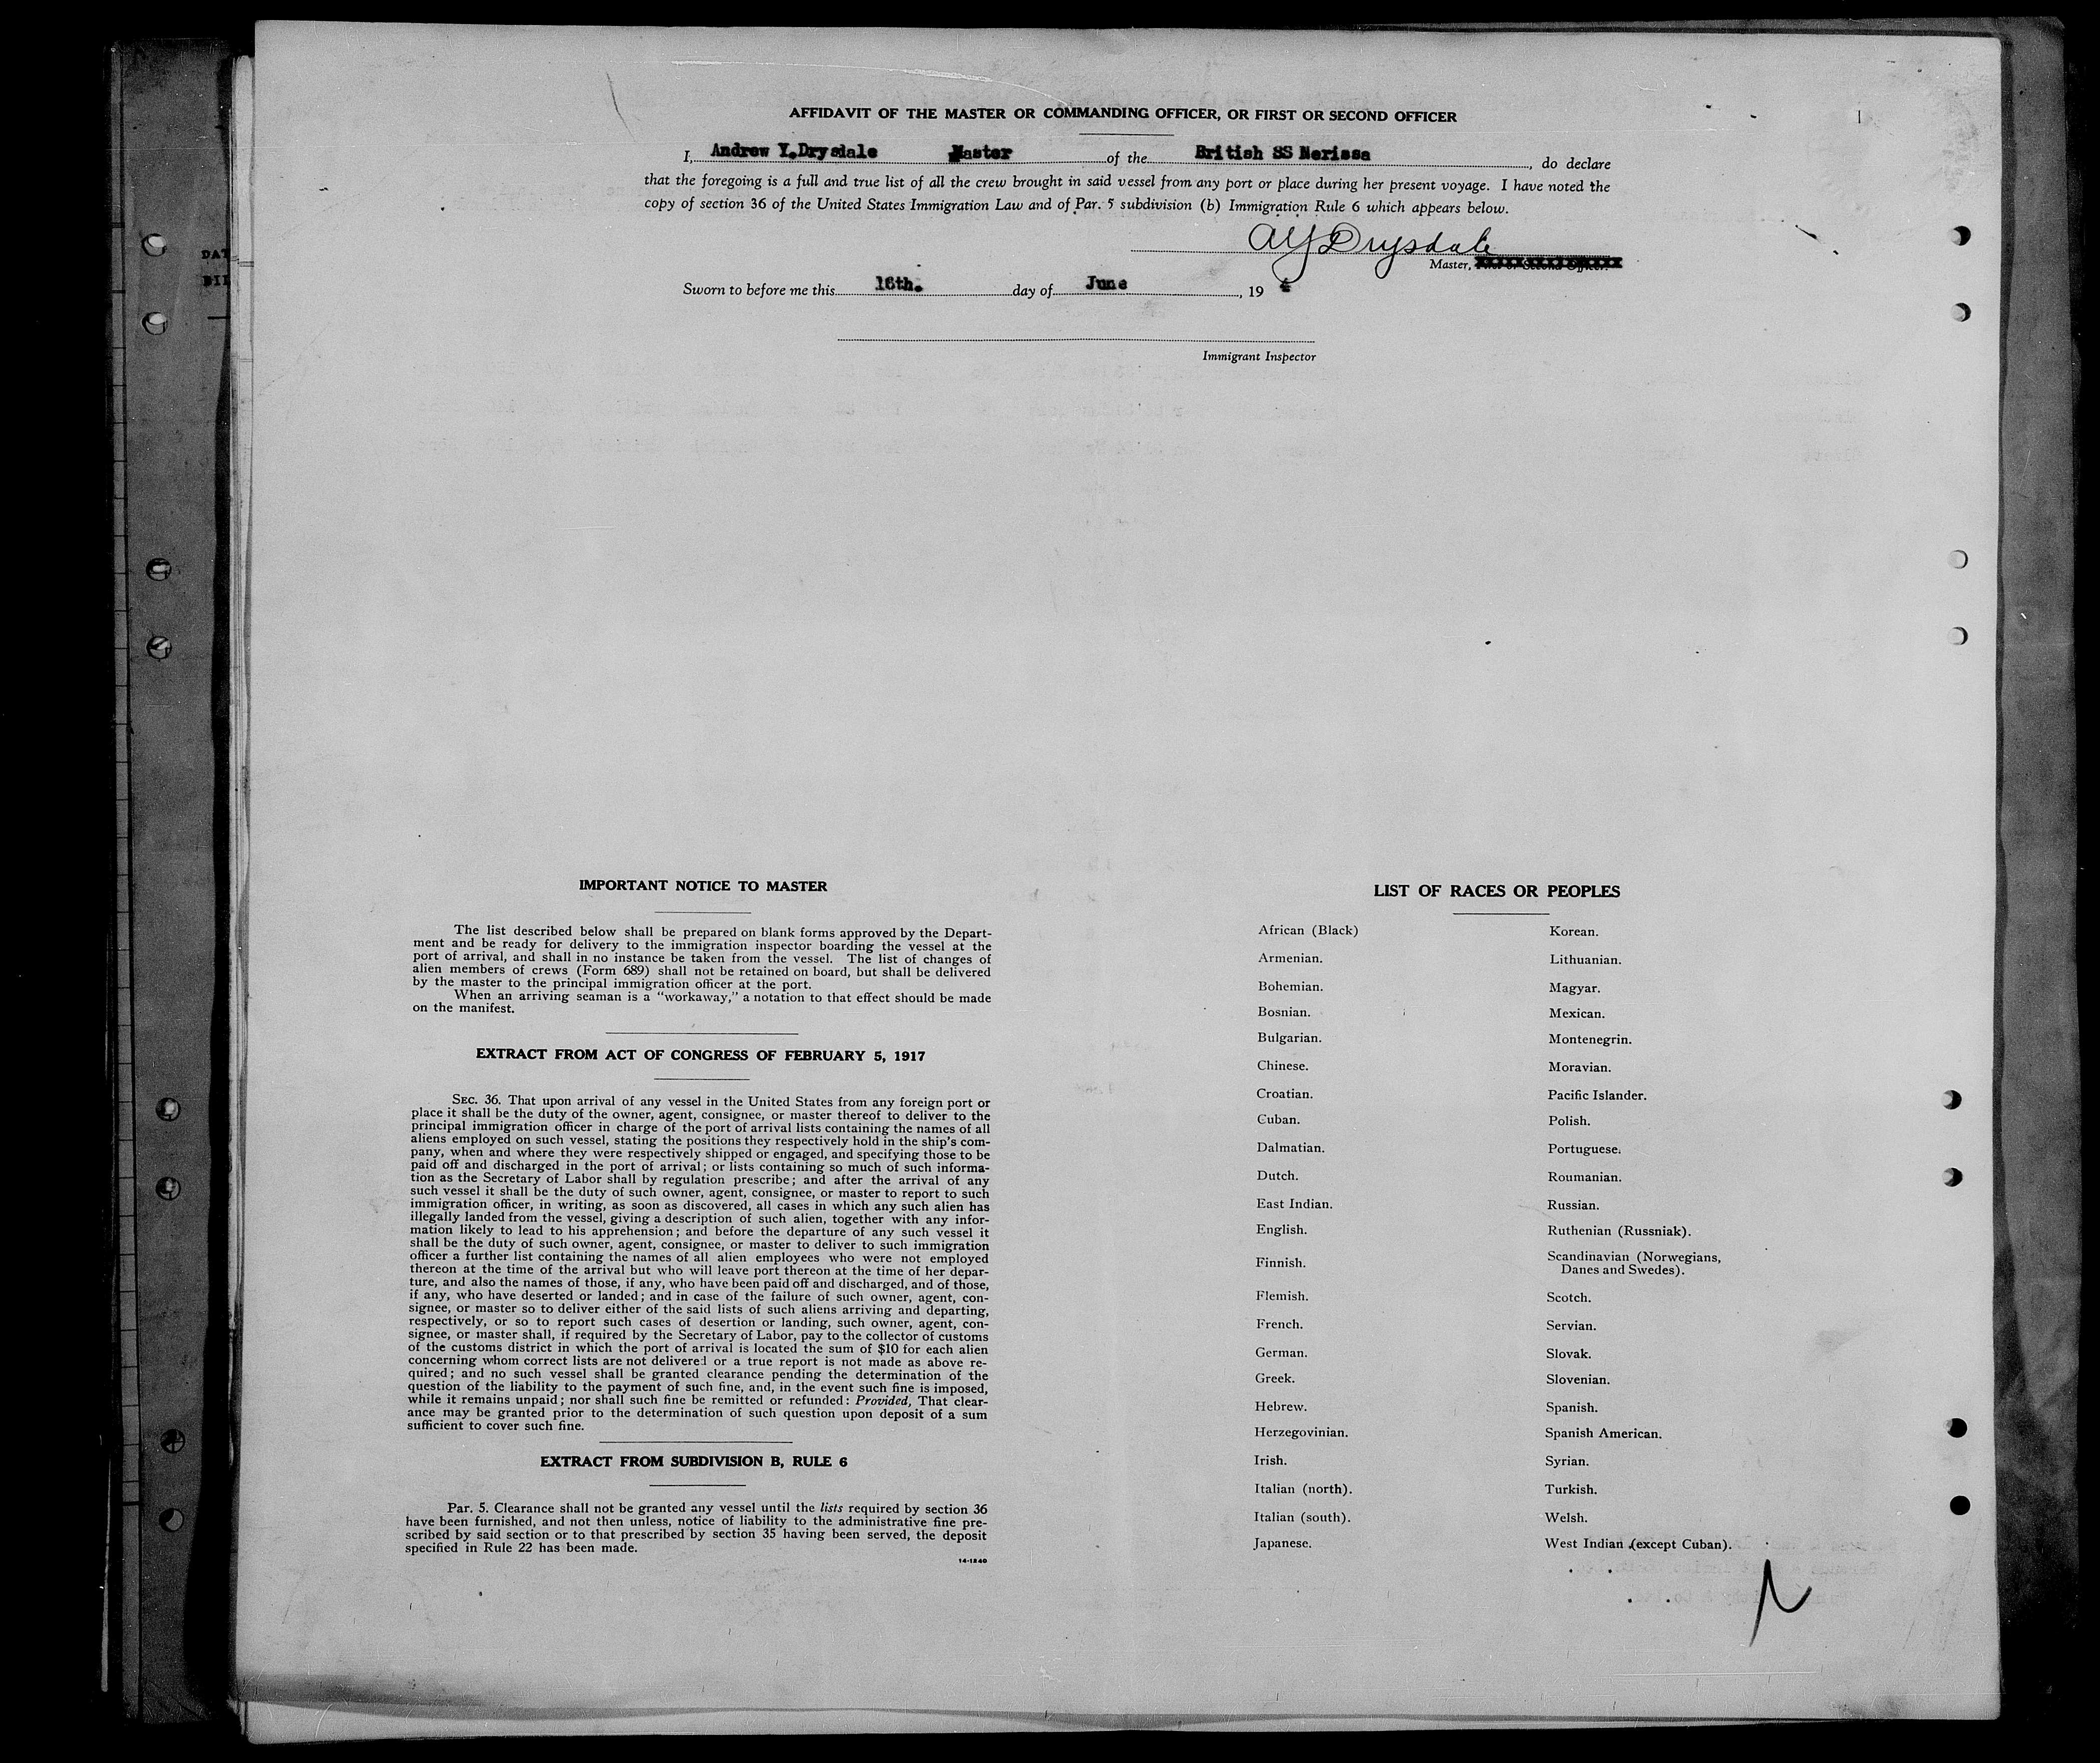 AFFIDAVIT OF THE MASTER OR COMMANDING OFFICER, OR FIRST OR SECOND OFFICER
I, Andrew Y. Drysdale Master of the British SS Nerissa, do declare
that the foregoing is a full and true list of all the crew brought in said vessel from any port or place during her present voyage. I have noted the
copy of section 36 of the United States Immigration Law and of Par. 5 subdivision (b) Immigration Rule 6 which appears below.
AYDrysdale
Master,
Sworn to before me this 16th. day of June, 19
Immigrant Inspector
DAT
IMPORTANT NOTICE TO MASTER
The list described below shall be prepared on blank forms approved by the Depart-
ment and be ready for delivery to the immigration inspector boarding the vessel at the
port of arrival, and shall in no instance be taken from the vessel. The list of changes of
alien members of crews (Form 689) shall not be retained on board, but shall be delivered
by the master to the principal immigration officer at the port.
When an arriving seaman is a "workaway," a notation to that effect should be made
on the manifest.
EXTRACT FROM ACT OF CONGRESS OF FEBRUARY 5, 1917
SEC. 36. That upon arrival of any vessel in the United States from any foreign port or
place it shall be the duty of the owner, agent, consignee, or master thereof to deliver to the
principal immigration officer in charge of the port of arrival lists containing the names of all
aliens employed on such vessel, stating the positions they respectively hold in the ship's com-
pany, when and where they were respectively shipped or engaged, and specifying those to be
paid off and discharged in the port of arrival; or lists containing so much of such informa-
tion as the Secretary of Labor shall by regulation prescribe; and after the arrival of any
such vessel it shall be the duty of such owner, agent, consignee, or master to report to such
immigration officer, in writing, as soon as discovered, all cases in which any such alien has
illegally landed from the vessel, giving a description of such alien, together with any infor-
mation likely to lead to his apprehension; and before the departure of any such vessel it
shall be the duty of such owner, agent, consignee, or master to deliver to such immigration
officer a further list containing the names of all alien employees who were not employed
thereon at the time of the arrival but who will leave port thereon at the time of her depar-
ture, and also the names of those, if any, who have been paid off and discharged, and of those,
if any, who have deserted or landed; and in case of the failure of such owner, agent, con-
signee, or master so to deliver either of the said lists of such aliens arriving and departing,
respectively, or so to report such cases of desertion or landing, such owner, agent, con-
signee, or master shall, if required by the Secretary of Labor, pay to the collector of customs
of the customs district in which the port of arrival is located the sum of $10 for each alien
concerning whom correct lists are not delivered or a true report is not made as above re-
quired; and no such vessel shall be granted clearance pending the determination of the
question of the liability to the payment of such fine, and, in the event such fine is imposed,
while it remains unpaid; nor shall such fine be remitted or refunded: Provided, That clear-
ance may be granted prior to the determination of such question upon deposit of a sum
sufficient to cover such fine.
EXTRACT FROM SUBDIVISION B, RULE 6
Par. 5. Clearance shall not be granted any vessel until the lists required by section 36
have been furnished, and not then unless, notice of liability to the administrative fine pre-
scribed by said section or to that prescribed by section 35 having been served, the deposit
specified in Rule 22 has been made.
14-1240
LIST OF RACES OR PEOPLES
African (Black)
Armenian.
Bohemian.
Bosnian.
Bulgarian.
Chinese.
Croatian.
Cuban.
Dalmatian.
Dutch.
East Indian.
English.
Finnish.
Flemish.
French.
German.
Greek.
Hebrew.
Herzegovinian.
Irish.
Italian (north).
Italian (south).
Japanese.
Korean.
Lithuanian.
Magyar.
Mexican.
Montenegrin.
Moravian.
Pacific Islander.
Polish.
Portuguese.
Roumanian.
Russian.
Ruthenian (Russniak).
Scandinavian (Norwegians,
Danes and Swedes).
Scotch.
Servian.
Slovak.
Slovenian.
Spanish.
Spanish American.
Syrian.
Turkish.
Welsh.
West Indian (except Cuban).